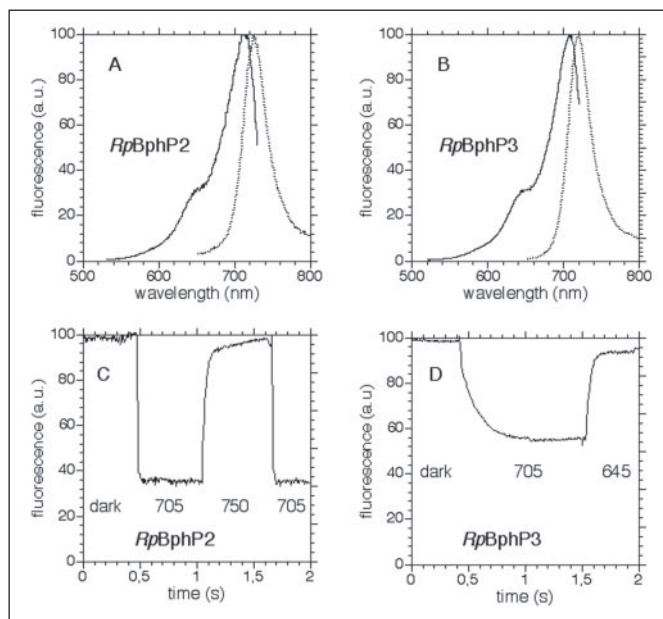 fluorescence (a.u.)
100
80
60
40
20
0
A
RpBphP2
500
600
700
800
wavelength (nm)
fluorescence (a.u.)
100
80
60
40
20
0
B
RpBphP3
500
600
700
800
wavelength (nm)
fluorescence (a.u.)
100
80
60
40
20
0
C
dark
705
750
705
RpBphP2
0
0,5
1
1,5
2
time (s)
fluorescence (a.u.)
100
80
60
40
20
0
D
dark
705
645
RpBphP3
0
0,5
1
1,5
2
time (s)